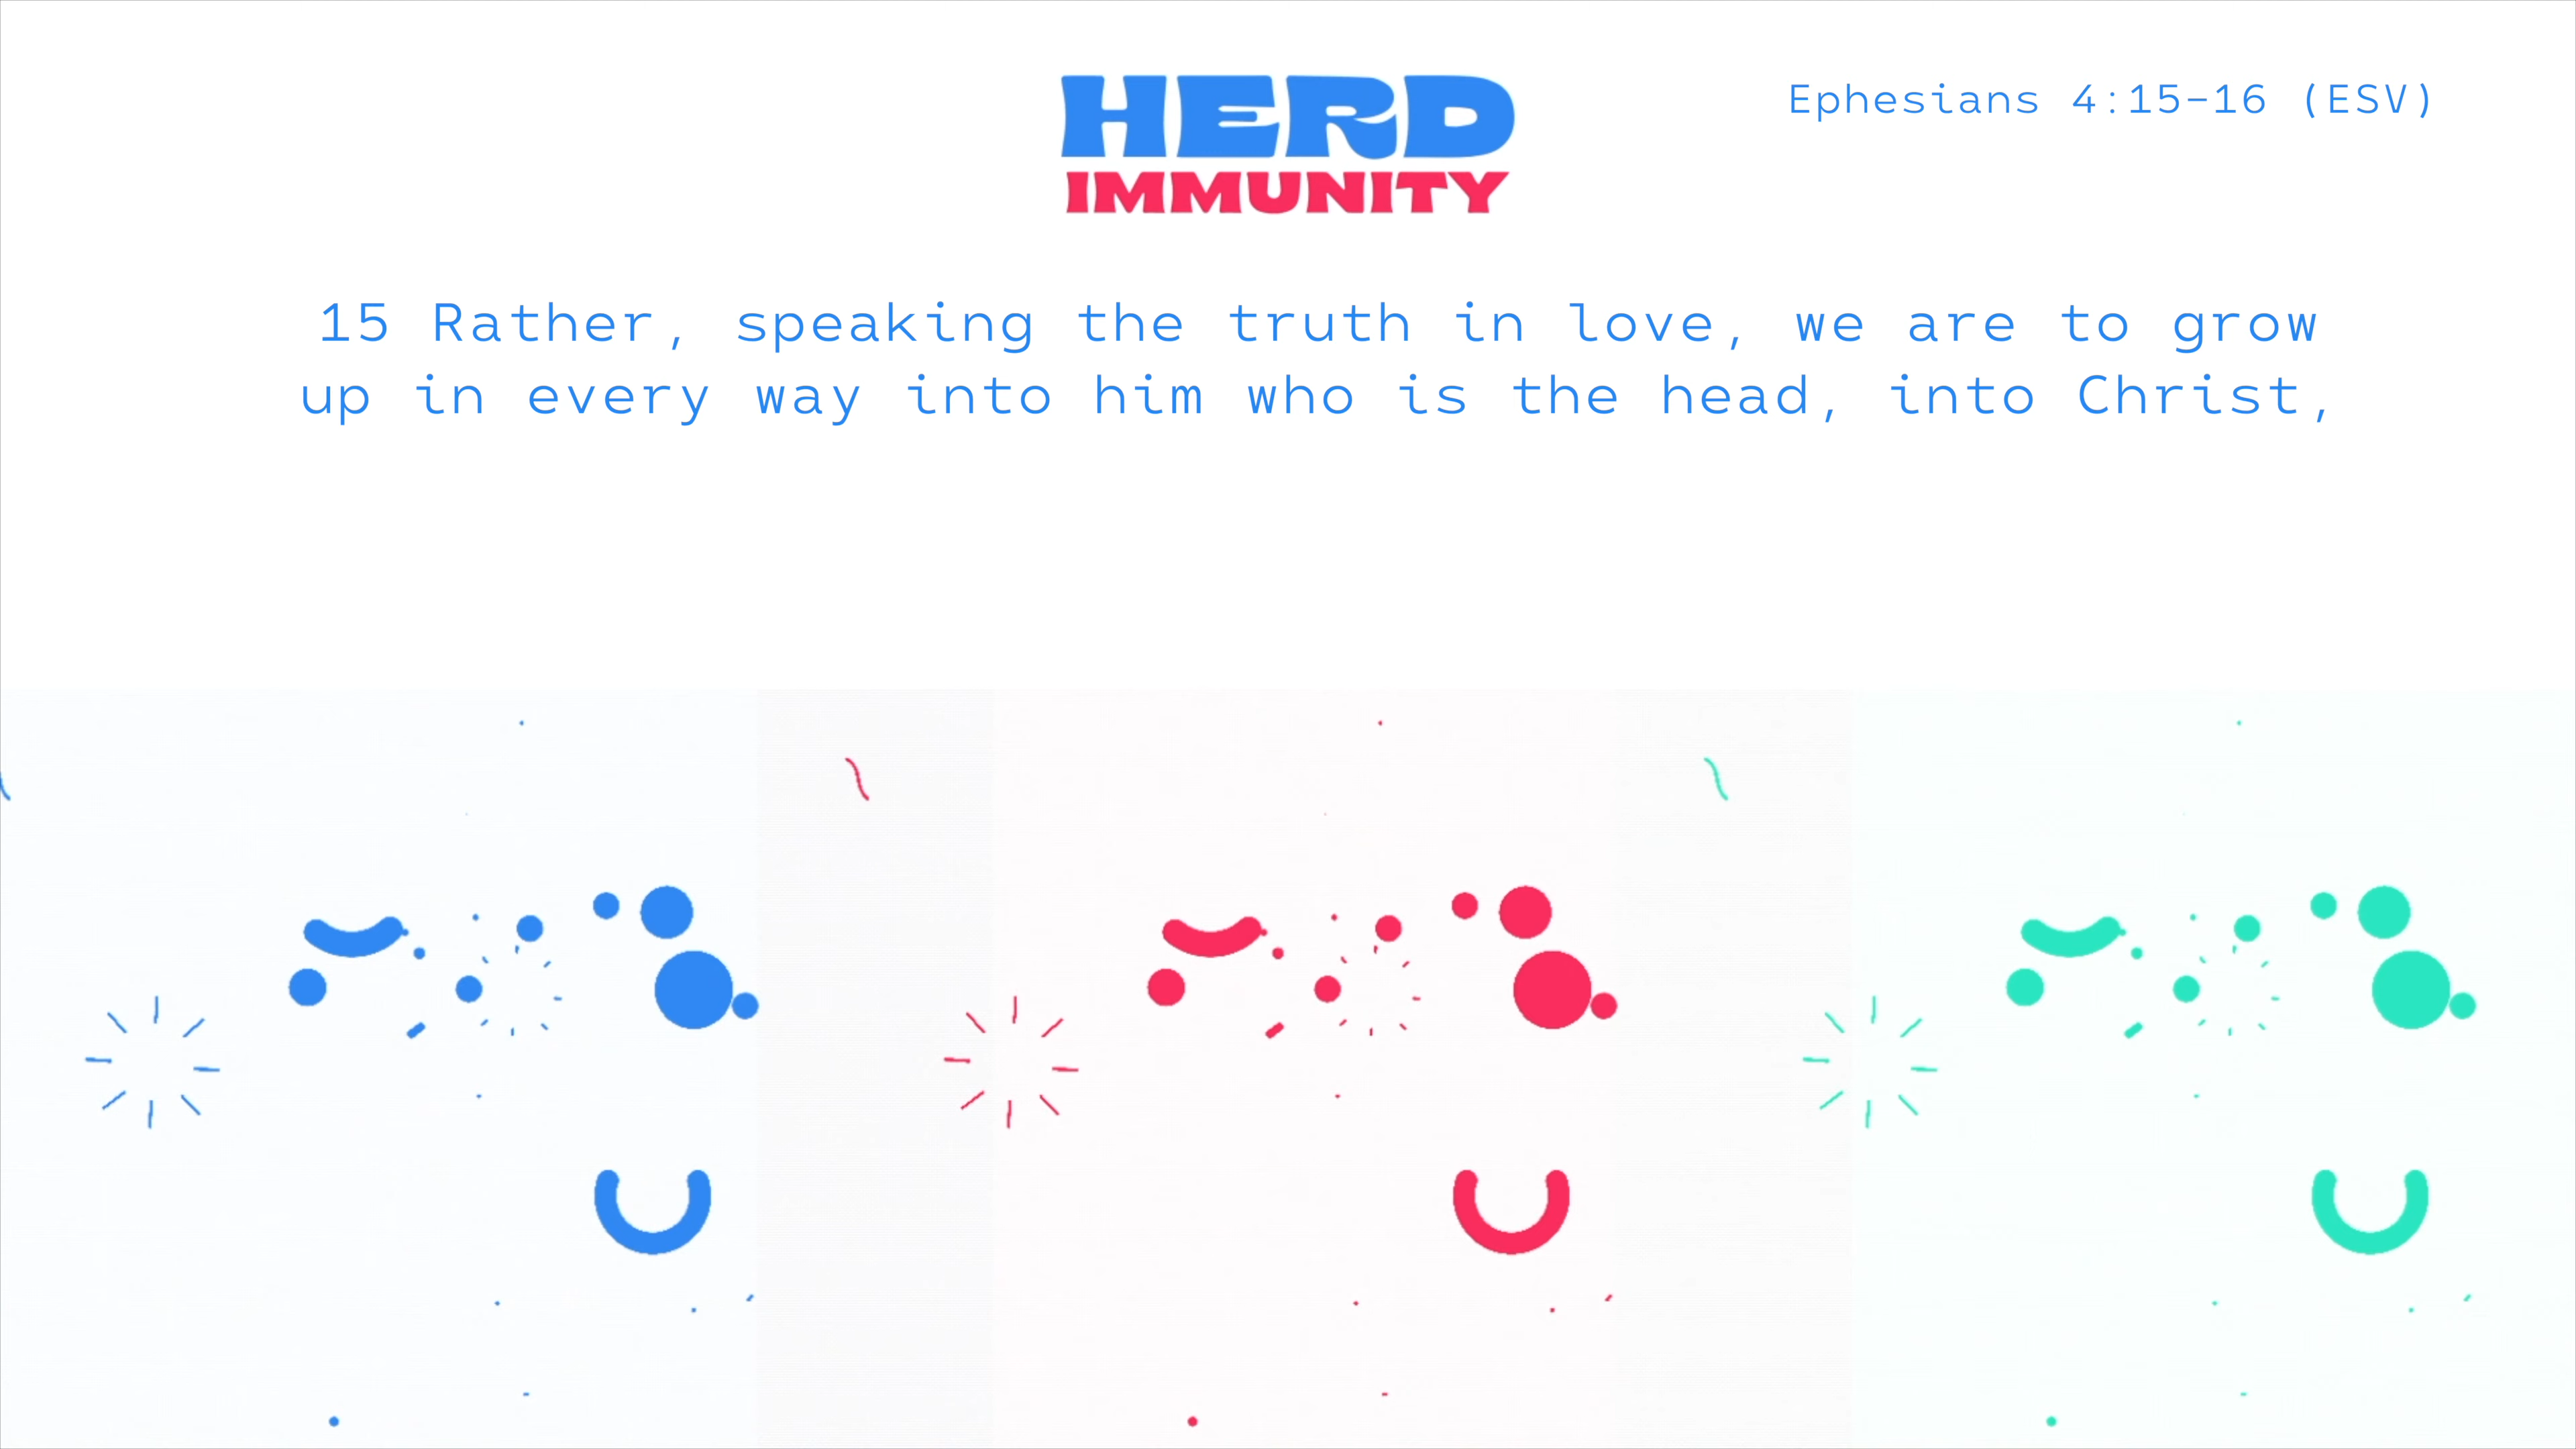 HERD
IMMUNITY
Ephesians 4:15-16 (ESV)
15 Rather, speaking the truth in love, we are to grow
up in every way into him who is the head, into Christ,